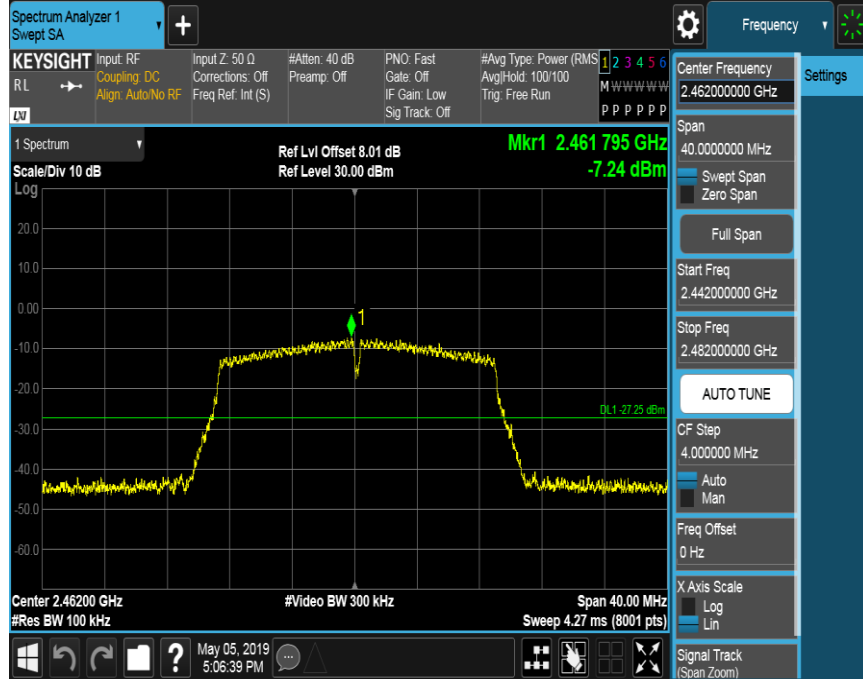 Spectrum Analyzer 1
Swept SA
+
Frequency
KEYSIGHT
RL
LXI
Input: RF
Coupling: DC
Align: Auto/No RF
Input Z: 50 Ω
Corrections: Off
Freq Ref: Int (S)
#Atten: 40 dB
Preamp: Off
PNO: Fast
Gate: Off
IF Gain: Low
Sig Track: Off
#Avg Type: Power (RMS
Avg|Hold: 100/100
Trig: Free Run
1 2 3 4 5 6
M W W W W W
P P P P P P
1 Spectrum
Scale/Div 10 dB
Log
Ref Lvl Offset 8.01 dB
Ref Level 30.00 dBm
Mkr1 2.461 795 GHz
-7.24 dBm
20.0
10.0
0.00
-10.0
-20.0
-30.0
-40.0
-50.0
-60.0
1
DL1 -27.25 dBm
Center 2.46200 GHz
#Res BW 100 kHz
#Video BW 300 kHz
Span 40.00 MHz
Sweep 4.27 ms (8001 pts)
?
May 05, 2019
5:06:39 PM
Center Frequency
2.462000000 GHz
Settings
Span
40.0000000 MHz
Swept Span
Zero Span
Full Span
Start Freq
2.442000000 GHz
Stop Freq
2.482000000 GHz
AUTO TUNE
CF Step
4.000000 MHz
Auto
Man
Freq Offset
0 Hz
X Axis Scale
Log
Lin
Signal Track
(Span Zoom)